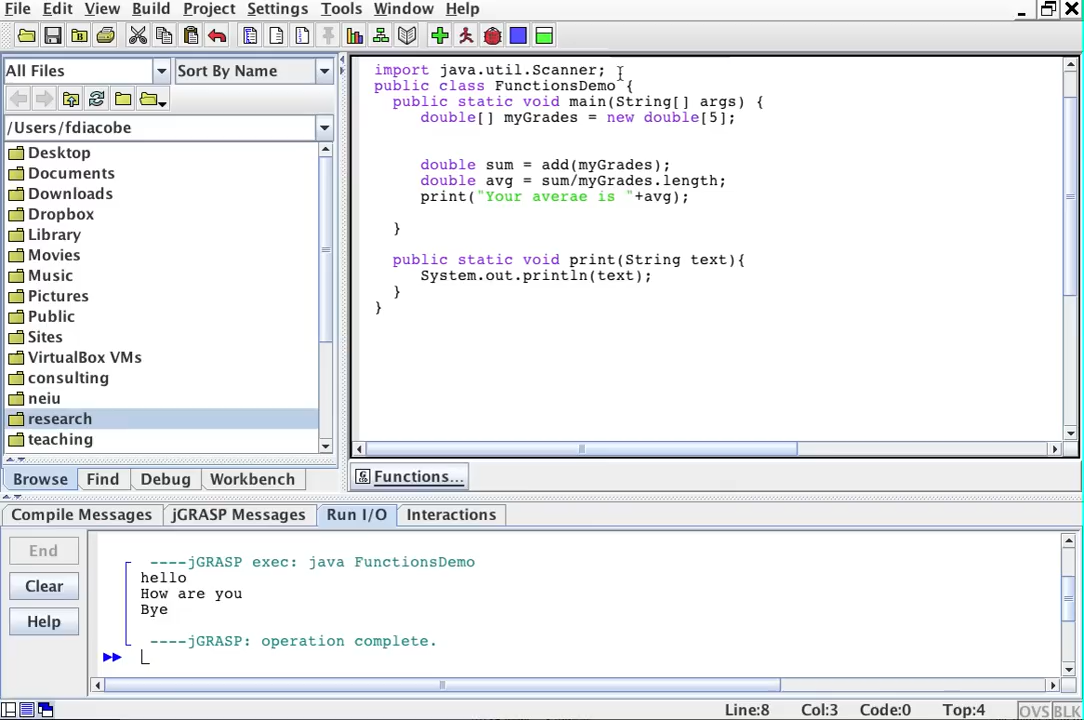 File Edit View Build Project Settings Tools Window Help
All Files Sort By Name
/Users/fdiacobe
Desktop
Documents
Downloads
Dropbox
Library
Movies
Music
Pictures
Public
Sites
VirtualBox VMs
consulting
neiu
research
teaching
Browse Find Debug Workbench
import java.util.Scanner;
public class FunctionsDemo {
public static void main(String[] args) {
double[] myGrades = new double[5];
double sum = add(myGrades);
double avg = sum/myGrades.length;
print("Your averae is "+avg);
}
public static void print(String text){
System.out.println(text);
}
}
Functions...
Compile Messages jGRASP Messages Run I/O Interactions
End
Clear
Help
----jGRASP exec: java FunctionsDemo
hello
How are you
Bye
----jGRASP: operation complete.
Line:8 Col:3 Code:0 Top:4 OVS BLK